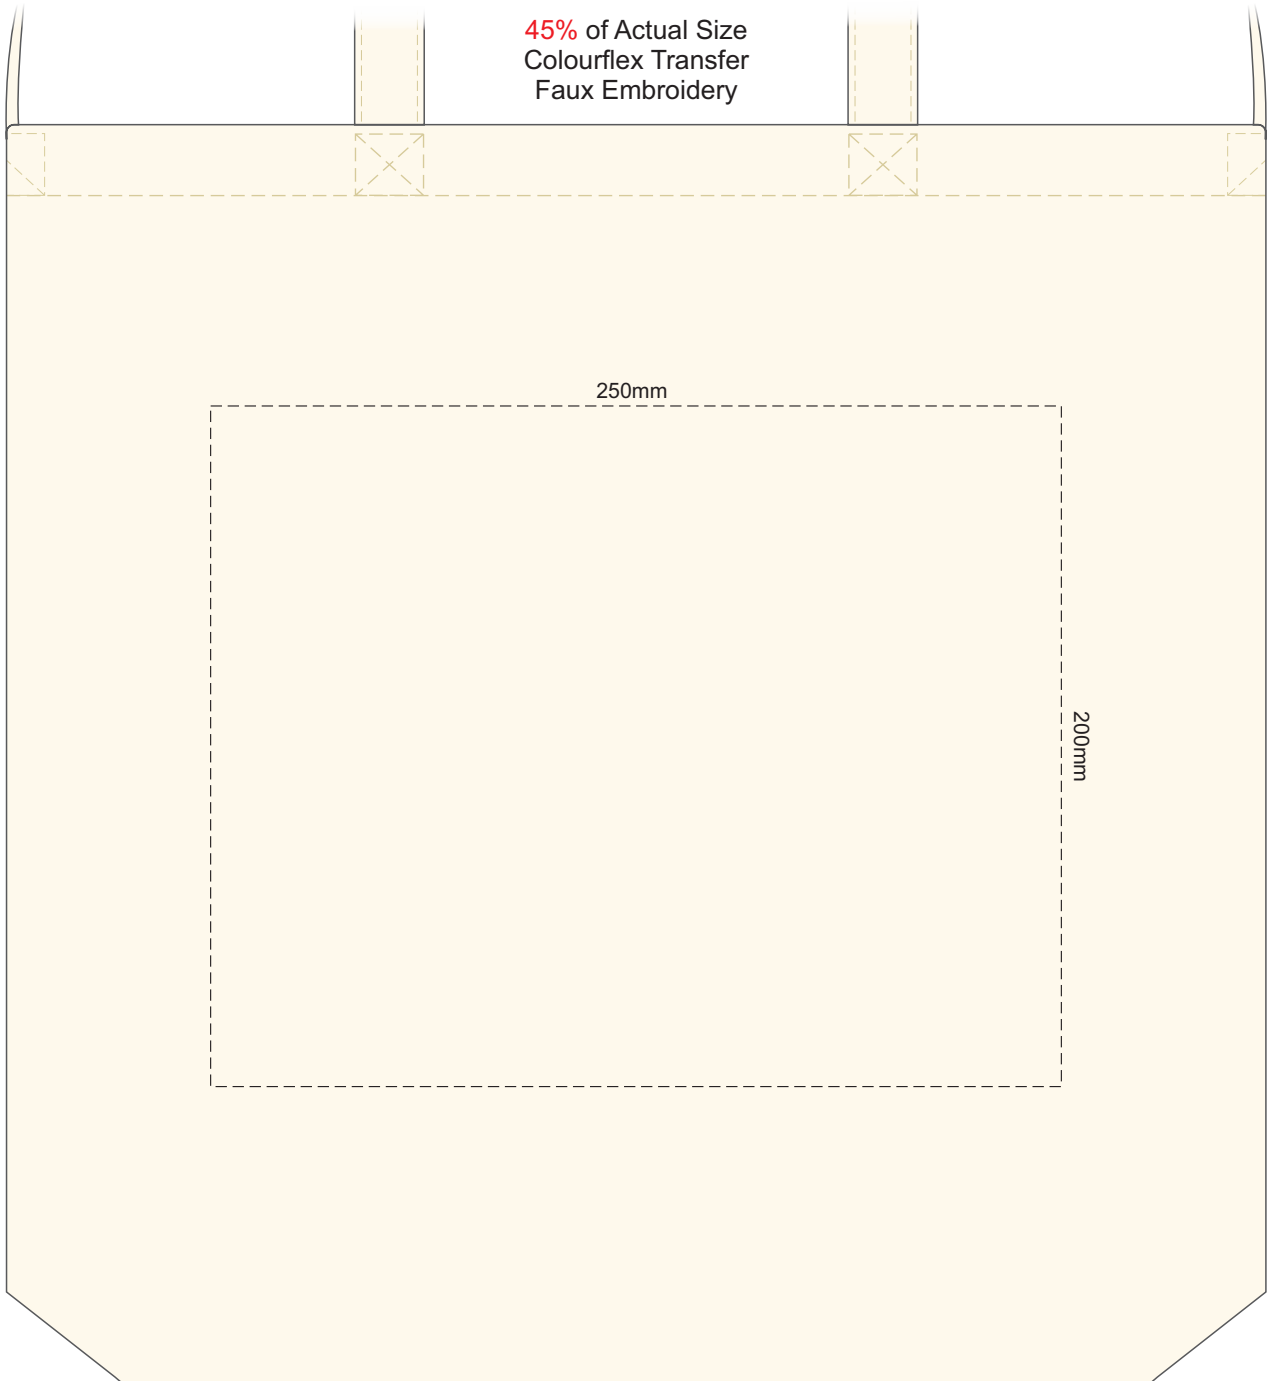 45% of Actual Size
Colourflex Transfer
Faux Embroidery
250mm
200mm